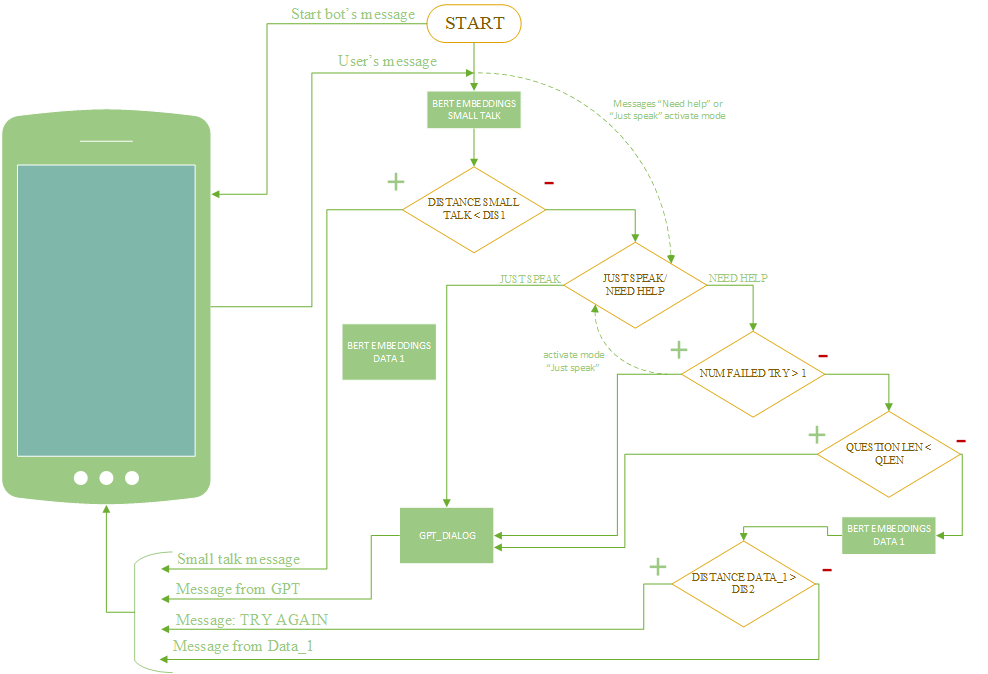 Start bot's message
START
User's message
BERT EMBEDDINGS
SMALL TALK
Messages “Need help” or
“Just speak” activate mode
+
-
DISTANCE SMALL
TALK < DIS1
JUST SPEAK
JUST SPEAK/
NEED HELP
NEED HELP
BERT EMBEDDINGS
DATA 1
activate mode
“Just speak”
+
-
NUM FAILED TRY > 1
+
-
QUESTION LEN <
QLEN
GPT_DIALOG
BERT EMBEDDINGS
DATA 1
Small talk message
+
-
DISTANCE DATA_1 >
DIS2
Message from GPT
Message: TRY AGAIN
Message from Data_1